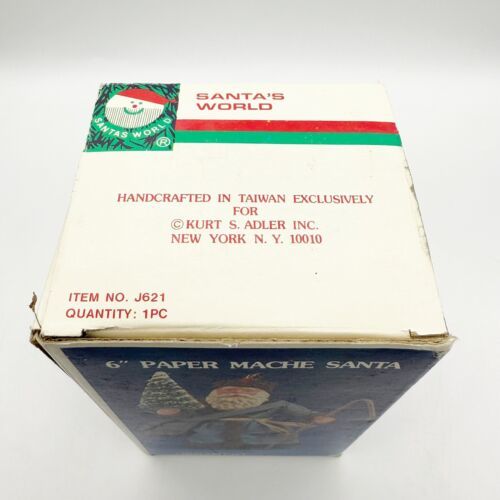 SANTA'S WORLD ®
SANTA'S
WORLD
HANDCRAFTED IN TAIWAN EXCLUSIVELY
FOR
© KURT S. ADLER INC.
NEW YORK N. Y. 10010
ITEM NO. J621
QUANTITY: 1PC
6" PAPER MACHE SANTA